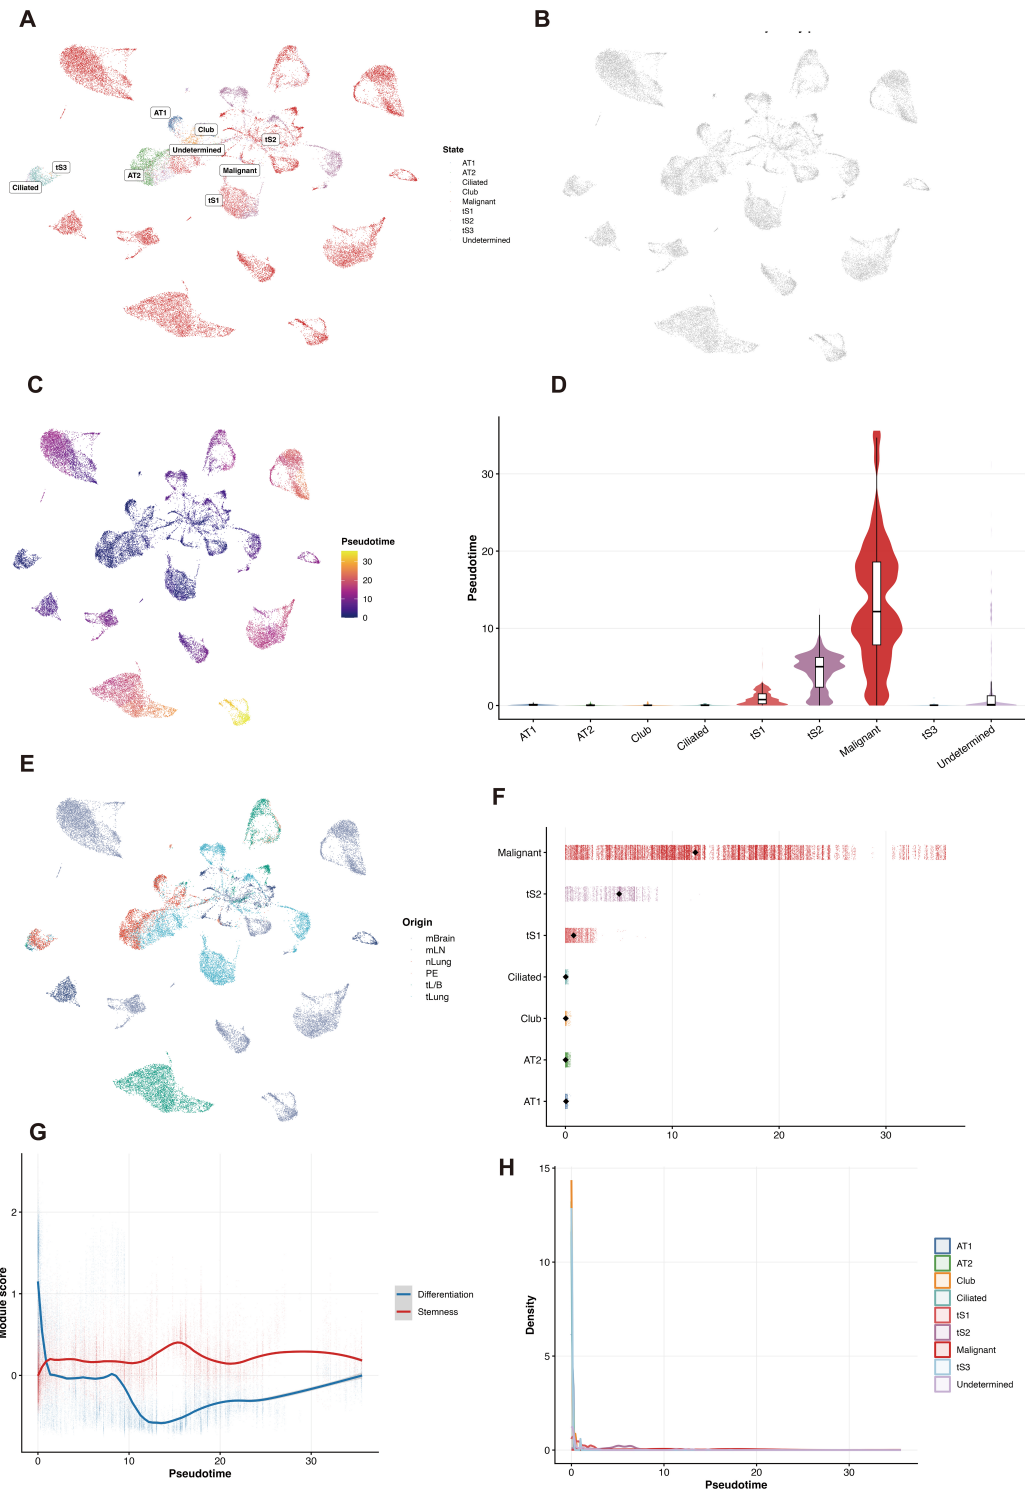 A
B
AT1
Club
tS2
Undetermined
tS3
AT2
Malignant
Ciliated
tS1
State
AT1
AT2
Ciliated
Club
Malignant
tS1
tS2
tS3
Undetermined
C
D
Pseudotime
30
20
10
0
Pseudotime
30
20
10
0
AT1
AT2
Club
Ciliated
tS1
tS2
Malignant
tS3
Undetermined
E
F
Origin
mBrain
mLN
nLung
PE
tL/B
tLung
Malignant
tS2
tS1
Ciliated
Club
AT2
AT1
0
10
20
30
G
H
Module score
2
1
0
0
10
20
30
Pseudotime
Differentiation
Stemness
Density
15
10
5
0
0
10
20
30
Pseudotime
AT1
AT2
Club
Ciliated
tS1
tS2
Malignant
tS3
Undetermined